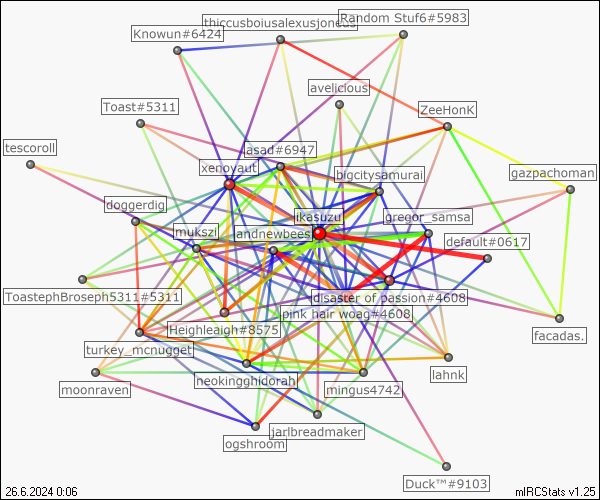 Random Stuf6#5983
thiccusboiusalexusjoneus
Knowun#6424
avelicious
Toast#5311
ZeeHonK
tescoroll
asad#6947
xenoyaut
bigcitysamurai
gazpachoman
doggerdig
ikasuzu
gregor_samsa
mukszi
andnewbees
default#0617
ToastephBroseph5311#5311
disaster of passion#4608
pink hair woag#4608
Heighleaigh#8575
facadas.
turkey_mcnugget
lahnk
moonraven
neokingghidorah
mingus4742
jarlbreadmaker
ogshroom
Duck™#9103
26.6.2024 0:06
mIRCStats v1.25